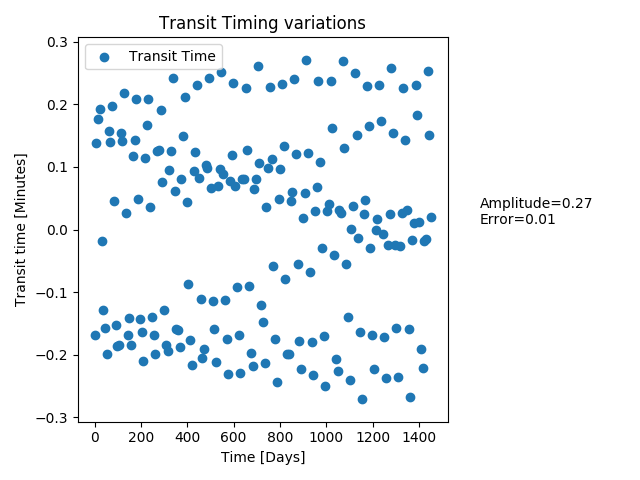 Transit Timing variations
Transit Time
0.3
0.2
0.1
0.0
−0.1
−0.2
−0.3
Transit time [Minutes]
0 200 400 600 800 1000 1200 1400
Time [Days]
Amplitude=0.27
Error=0.01